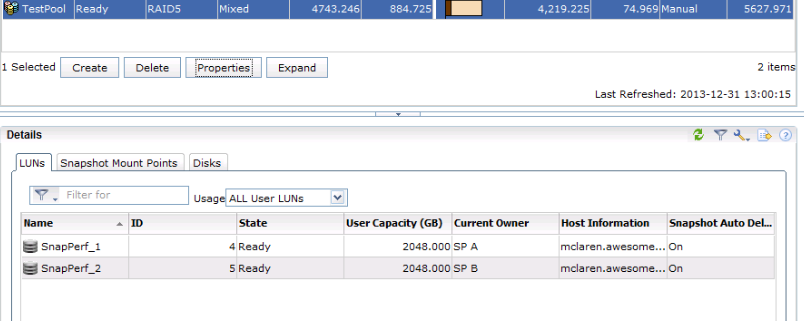 TestPool Ready RAID5 Mixed 4743.246 884.725 4,219.225 74.969 Manual 5627.971
1 Selected Create Delete Properties Expand 2 items
Last Refreshed: 2013-12-31 13:00:15
Details
LUNs Snapshot Mount Points Disks
Filter for Usage ALL User LUNs
Name ID State User Capacity (GB) Current Owner Host Information Snapshot Auto Del...
SnapPerf_1 4 Ready 2048.000 SP A mclaren.awesome... On
SnapPerf_2 5 Ready 2048.000 SP B mclaren.awesome... On